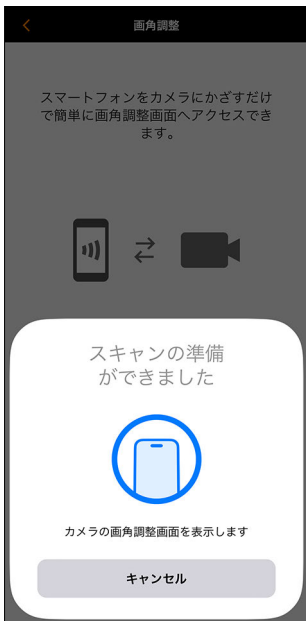 画角調整
スマートフォンをカメラにかざすだけ
で簡単に画角調整画面へアクセスでき
ます。
スキャンの準備
ができました
カメラの画角調整画面を表示します
キャンセル